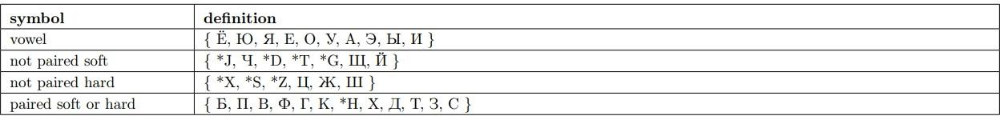 symbol definition
vowel { Ё, Ю, Я, Е, О, У, А, Э, Ы, И }
not paired soft { *J, Ч, *D, *T, *G, Щ, Й }
not paired hard { *X, *S, *Z, Ц, Ж, Ш }
paired soft or hard { Б, П, В, Ф, Г, К, *H, Х, Д, Т, З, С }